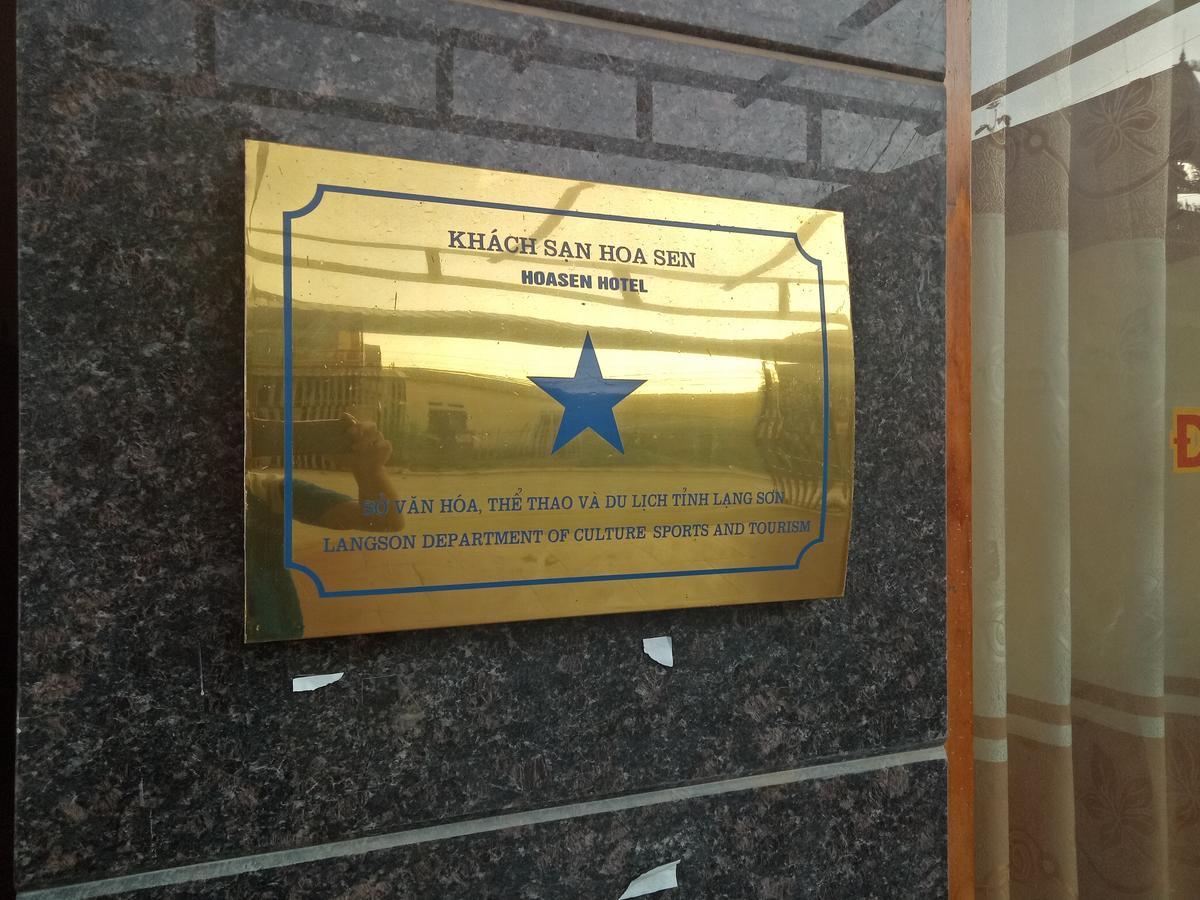 KHÁCH SẠN HOA SEN
HOASEN HOTEL
SỞ VĂN HÓA, THỂ THAO VÀ DU LỊCH TỈNH LẠNG SƠN
LANGSON DEPARTMENT OF CULTURE SPORTS AND TOURISM
Đ